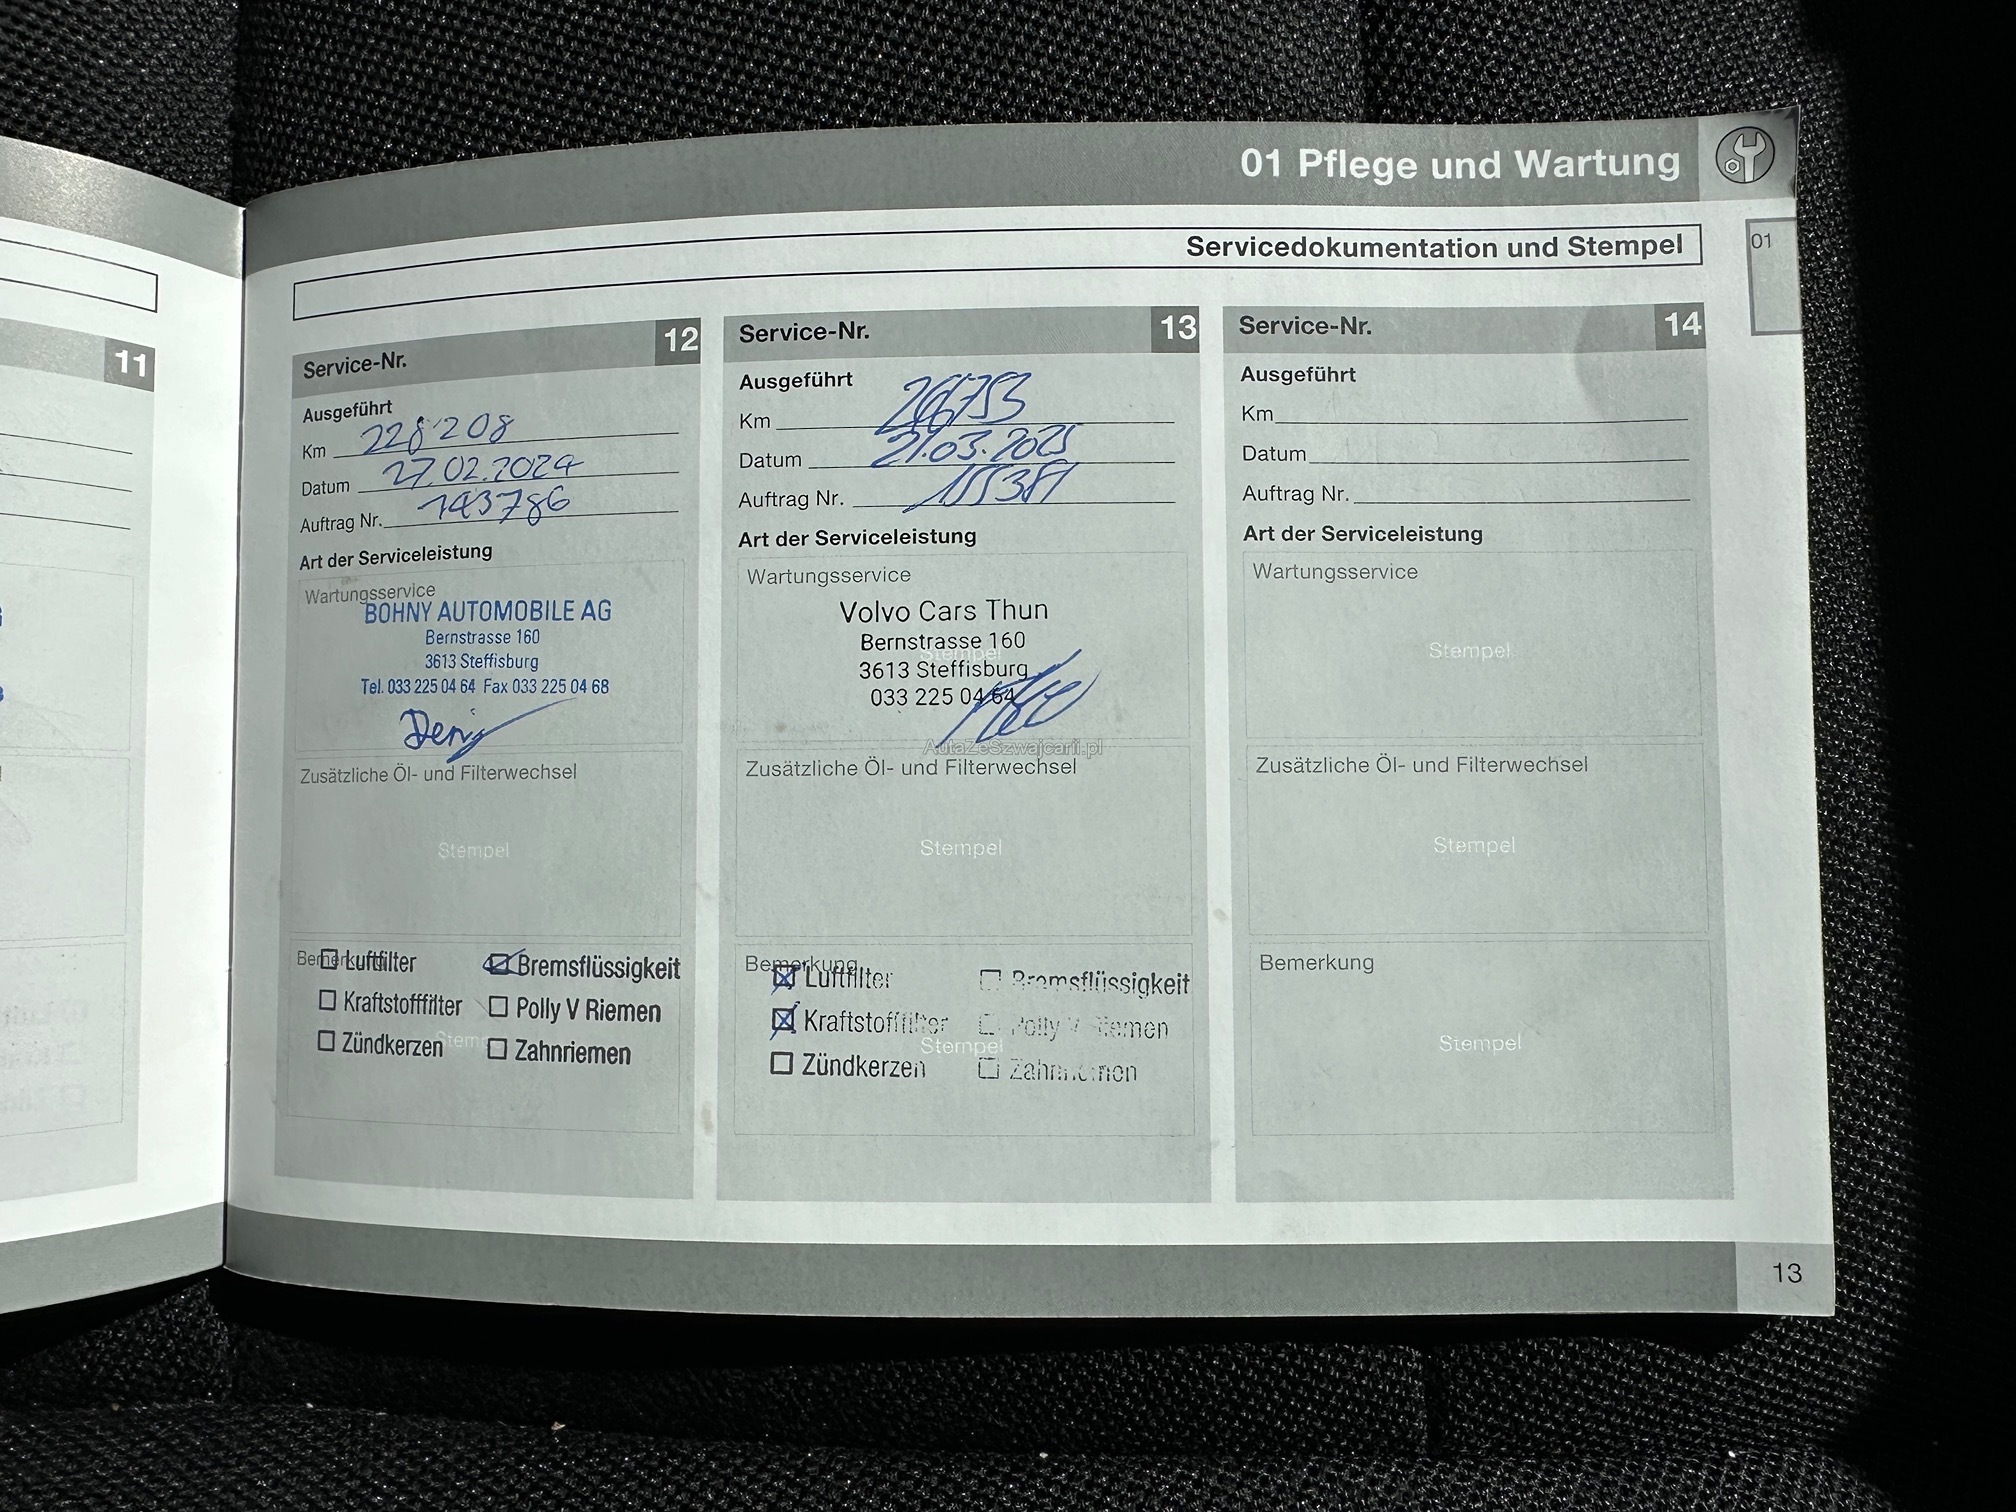 01 Pflege und Wartung
Servicedokumentation und Stempel
01
11
Service-Nr. 12
Ausgeführt
Km 228'208
Datum 27.02.2024
Auftrag Nr. 143786
Art der Serviceleistung
Wartungsservice
BOHNY AUTOMOBILE AG
Bernstrasse 160
3613 Steffisburg
Tel. 033 225 04 64 Fax 033 225 04 68
Zusätzliche Öl- und Filterwechsel
Stempel
Bemerkung
Luftfilter Bremsflüssigkeit
Kraftstofffilter Polly V Riemen
Zündkerzen Zahnriemen
Service-Nr. 13
Ausgeführt
Km
Datum 21.03.2025
Auftrag Nr. 155381
Art der Serviceleistung
Wartungsservice
Volvo Cars Thun
Bernstrasse 160
Stempel
3613 Steffisburg
033 225 04 64
AutaZeSzwajcarii.pl
Zusätzliche Öl- und Filterwechsel
Stempel
Bemerkung
Luftfilter Bremsflüssigkeit
Kraftstofffilter Polly V Riemen
Stempel
Zündkerzen Zahnriemen
Service-Nr. 14
Ausgeführt
Km
Datum
Auftrag Nr.
Art der Serviceleistung
Wartungsservice
Stempel
Zusätzliche Öl- und Filterwechsel
Stempel
Bemerkung
Stempel
13